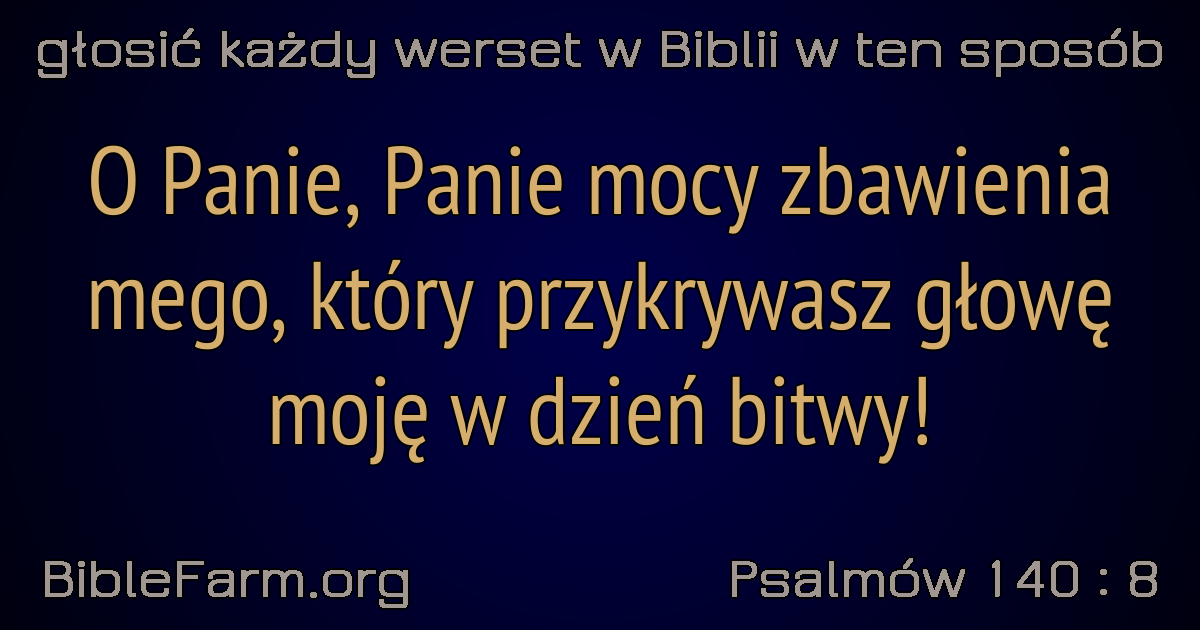 głosić każdy werset w Biblii w ten sposób
O Panie, Panie mocy zbawienia
mego, który przykrywasz głowę
moję w dzień bitwy!
BibleFarm.org
Psalmów 140 : 8